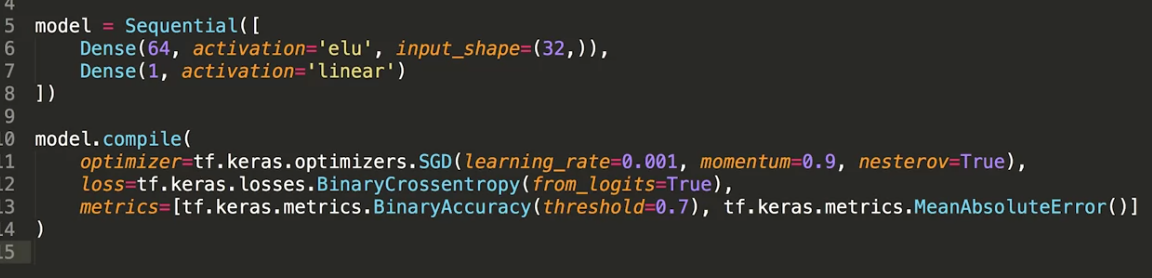 4
5 model = Sequential([
6     Dense(64, activation='elu', input_shape=(32,)),
7     Dense(1, activation='linear')
8 ])
9
10 model.compile(
11     optimizer=tf.keras.optimizers.SGD(learning_rate=0.001, momentum=0.9, nesterov=True),
12     loss=tf.keras.losses.BinaryCrossentropy(from_logits=True),
13     metrics=[tf.keras.metrics.BinaryAccuracy(threshold=0.7), tf.keras.metrics.MeanAbsoluteError()]
14 )
15